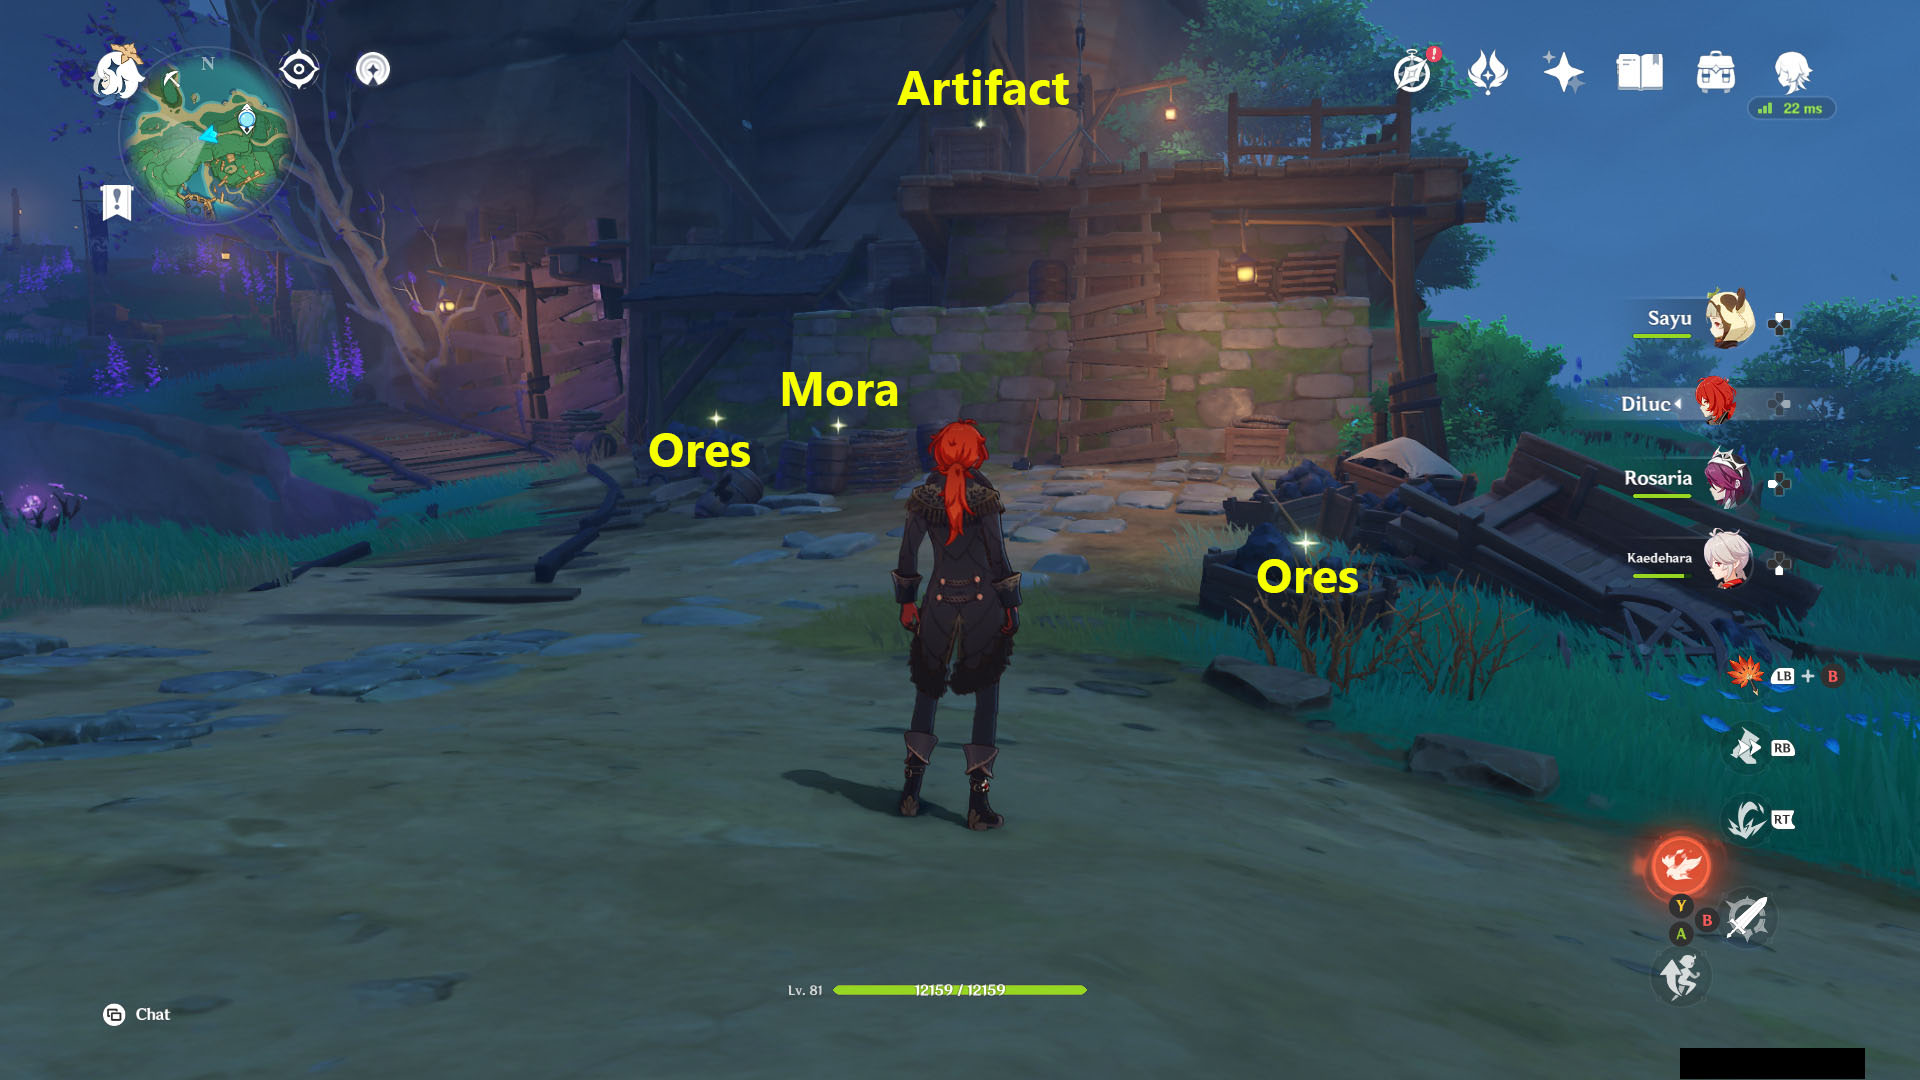 N
Artifact
22 ms
Sayu
Mora
Diluc
Ores
Rosaria
Kaedehara
Ores
LB + B
RB
RT
Y
B
A
Lv. 81
12159 / 12159
Chat